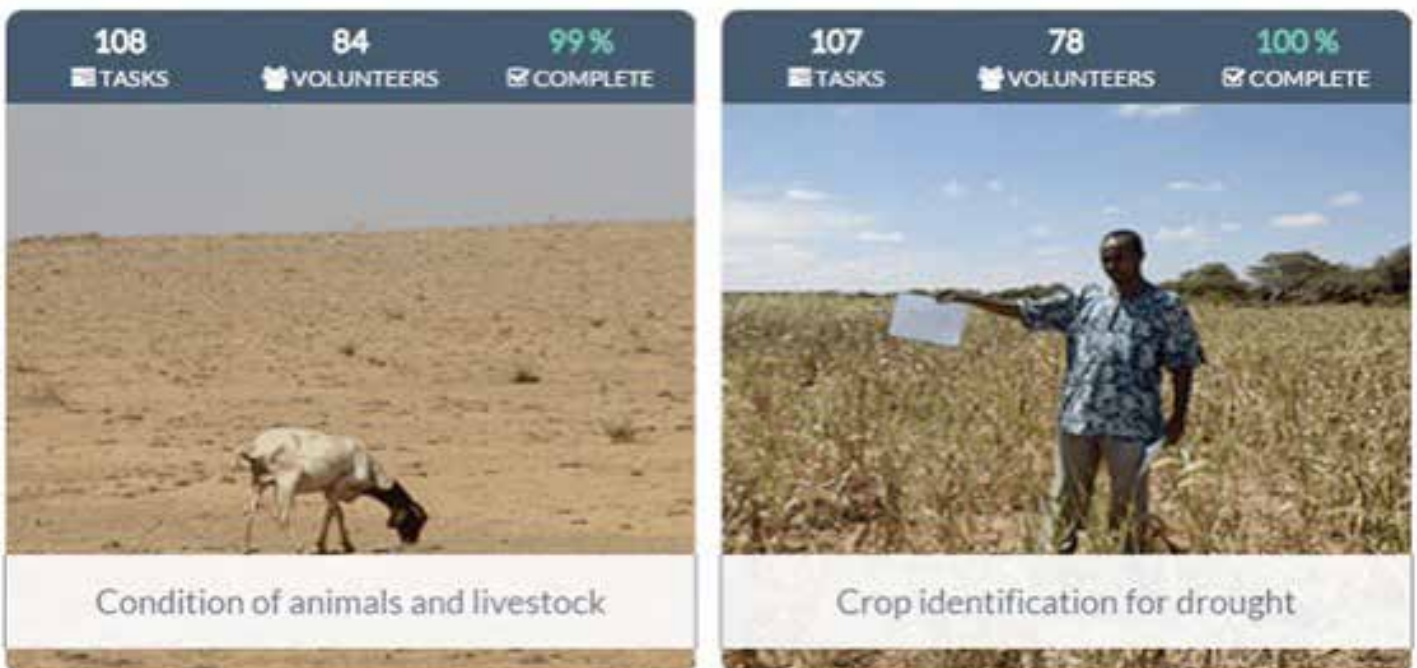 108 84 99 %
TASKS VOLUNTEERS COMPLETE
Condition of animals and livestock
107 78 100 %
TASKS VOLUNTEERS COMPLETE
Crop identification for drought